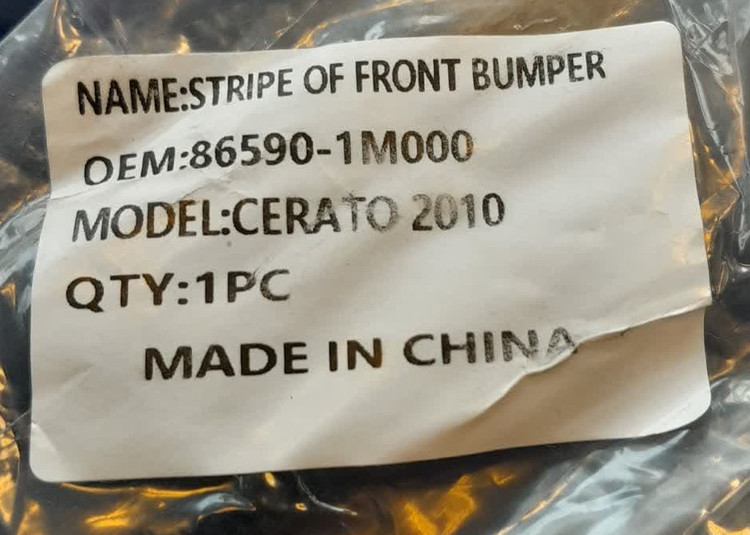 NAME:STRIPE OF FRONT BUMPER
OEM:86590-1M000
MODEL:CERATO 2010
QTY:1PC
MADE IN CHINA